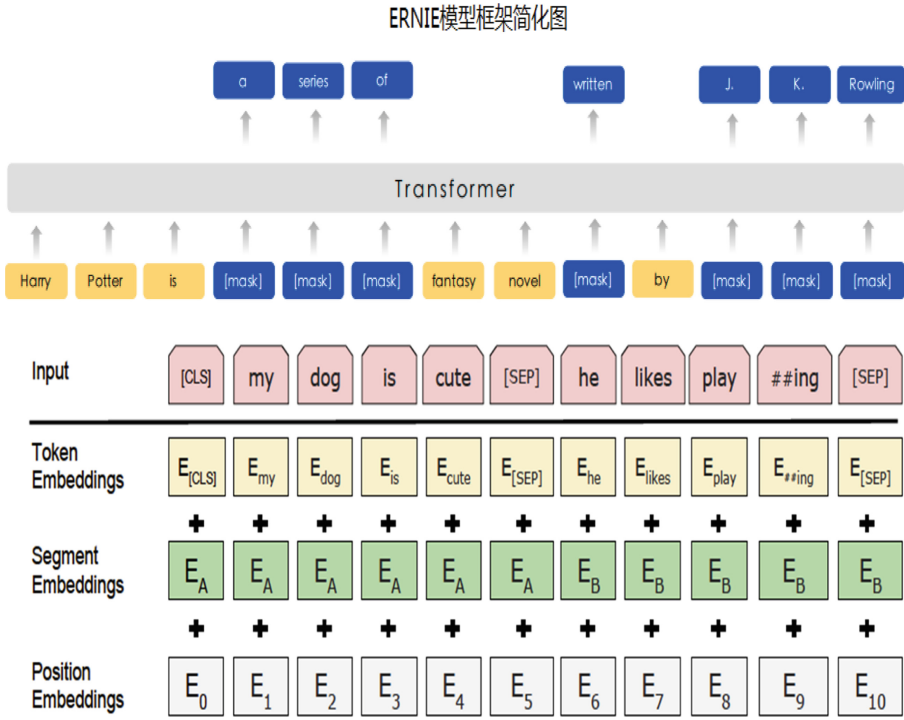 ERNIE模型框架简化图
a series of written J. K. Rowling
Transformer
Harry Potter is [mask] [mask] [mask] fantasy novel [mask] by [mask] [mask] [mask]
Input [CLS] my dog is cute [SEP] he likes play ##ing [SEP]
Token
Embeddings E[CLS] Emy Edog Eis Ecute E[SEP] Ehe Elikes Eplay E##ing E[SEP]
+ + + + + + + + + + +
Segment
Embeddings EA EA EA EA EA EA EB EB EB EB EB
+ + + + + + + + + + +
Position
Embeddings E0 E1 E2 E3 E4 E5 E6 E7 E8 E9 E10